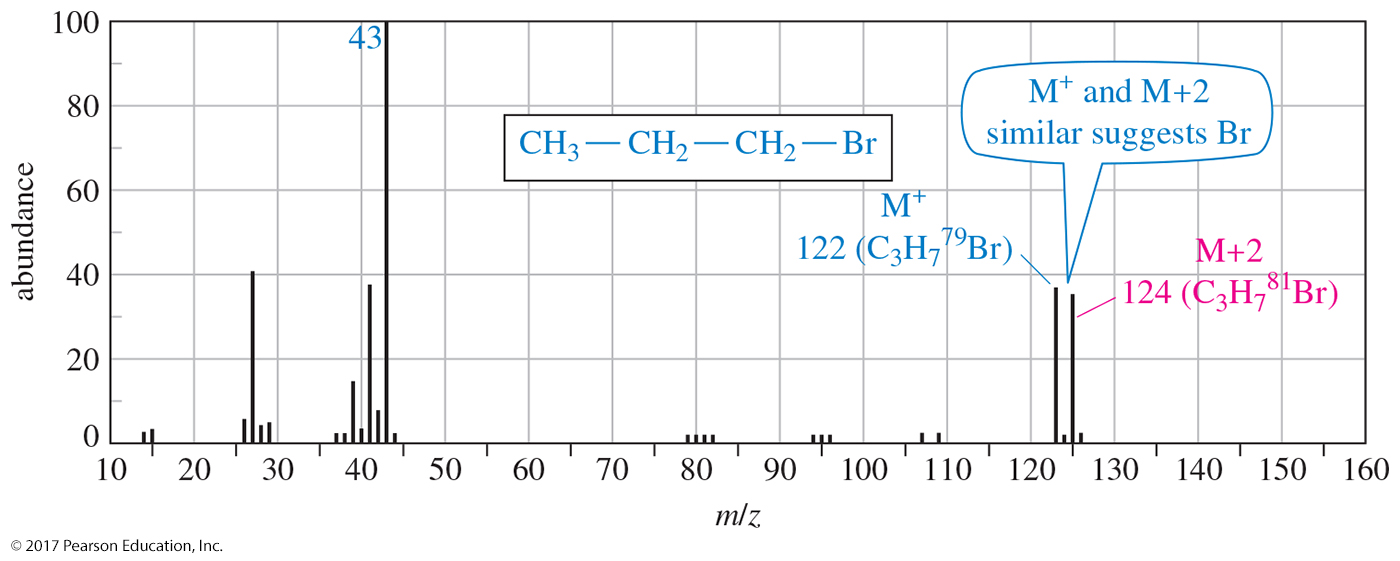 100
80
60
40
20
0
abundance
43
CH₃—CH₂—CH₂—Br
M⁺ and M+2
similar suggests Br
M⁺
122 (C₃H₇⁷⁹Br)
M+2
124 (C₃H₇⁸¹Br)
10 20 30 40 50 60 70 80 90 100 110 120 130 140 150 160
m/z
© 2017 Pearson Education, Inc.